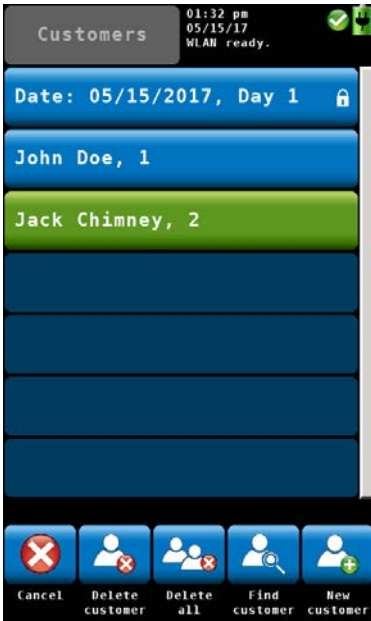 Customers
01:32 pm
05/15/17
WLAN ready.
Date: 05/15/2017, Day 1
John Doe, 1
Jack Chimney, 2
Cancel
Delete customer
Delete all
Find customer
New customer